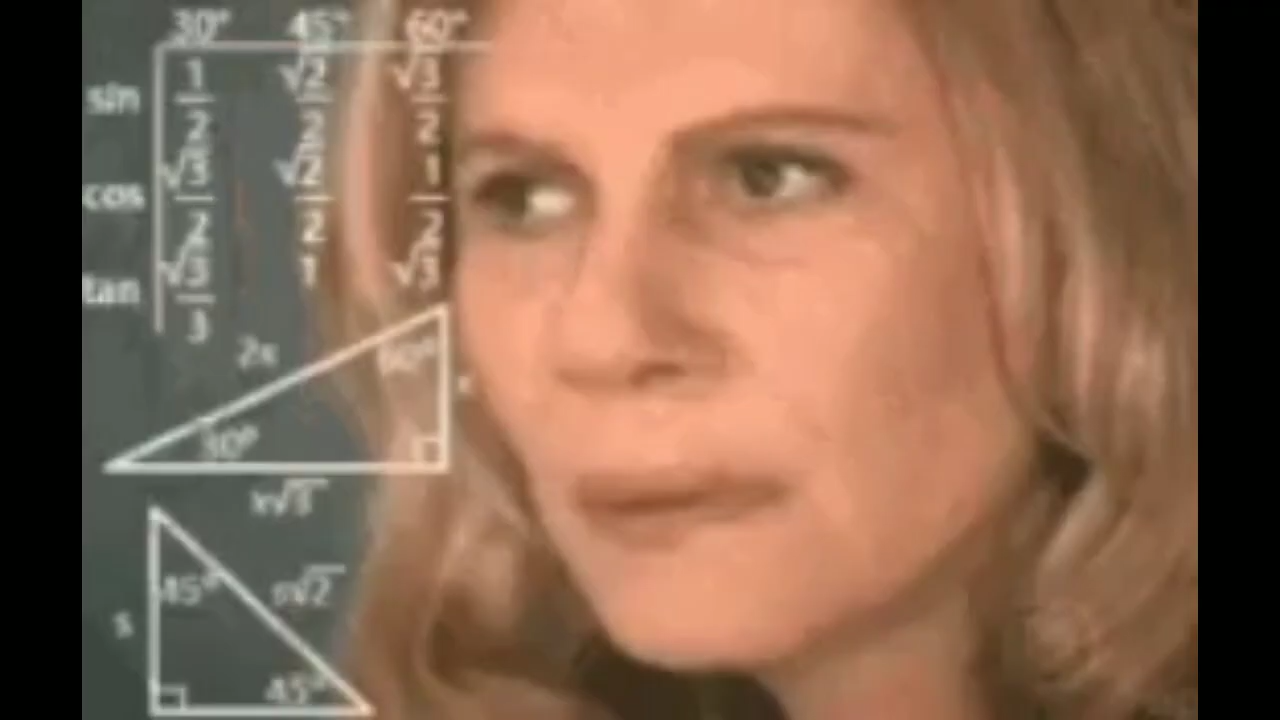 30° 45° 60°
sin 1/2 √2/2 √3/2
cos √3/2 √2/2 1/2
tan √3/3 1 √3
2x
60°
x
30°
x√3
45°
s√2
s
45°